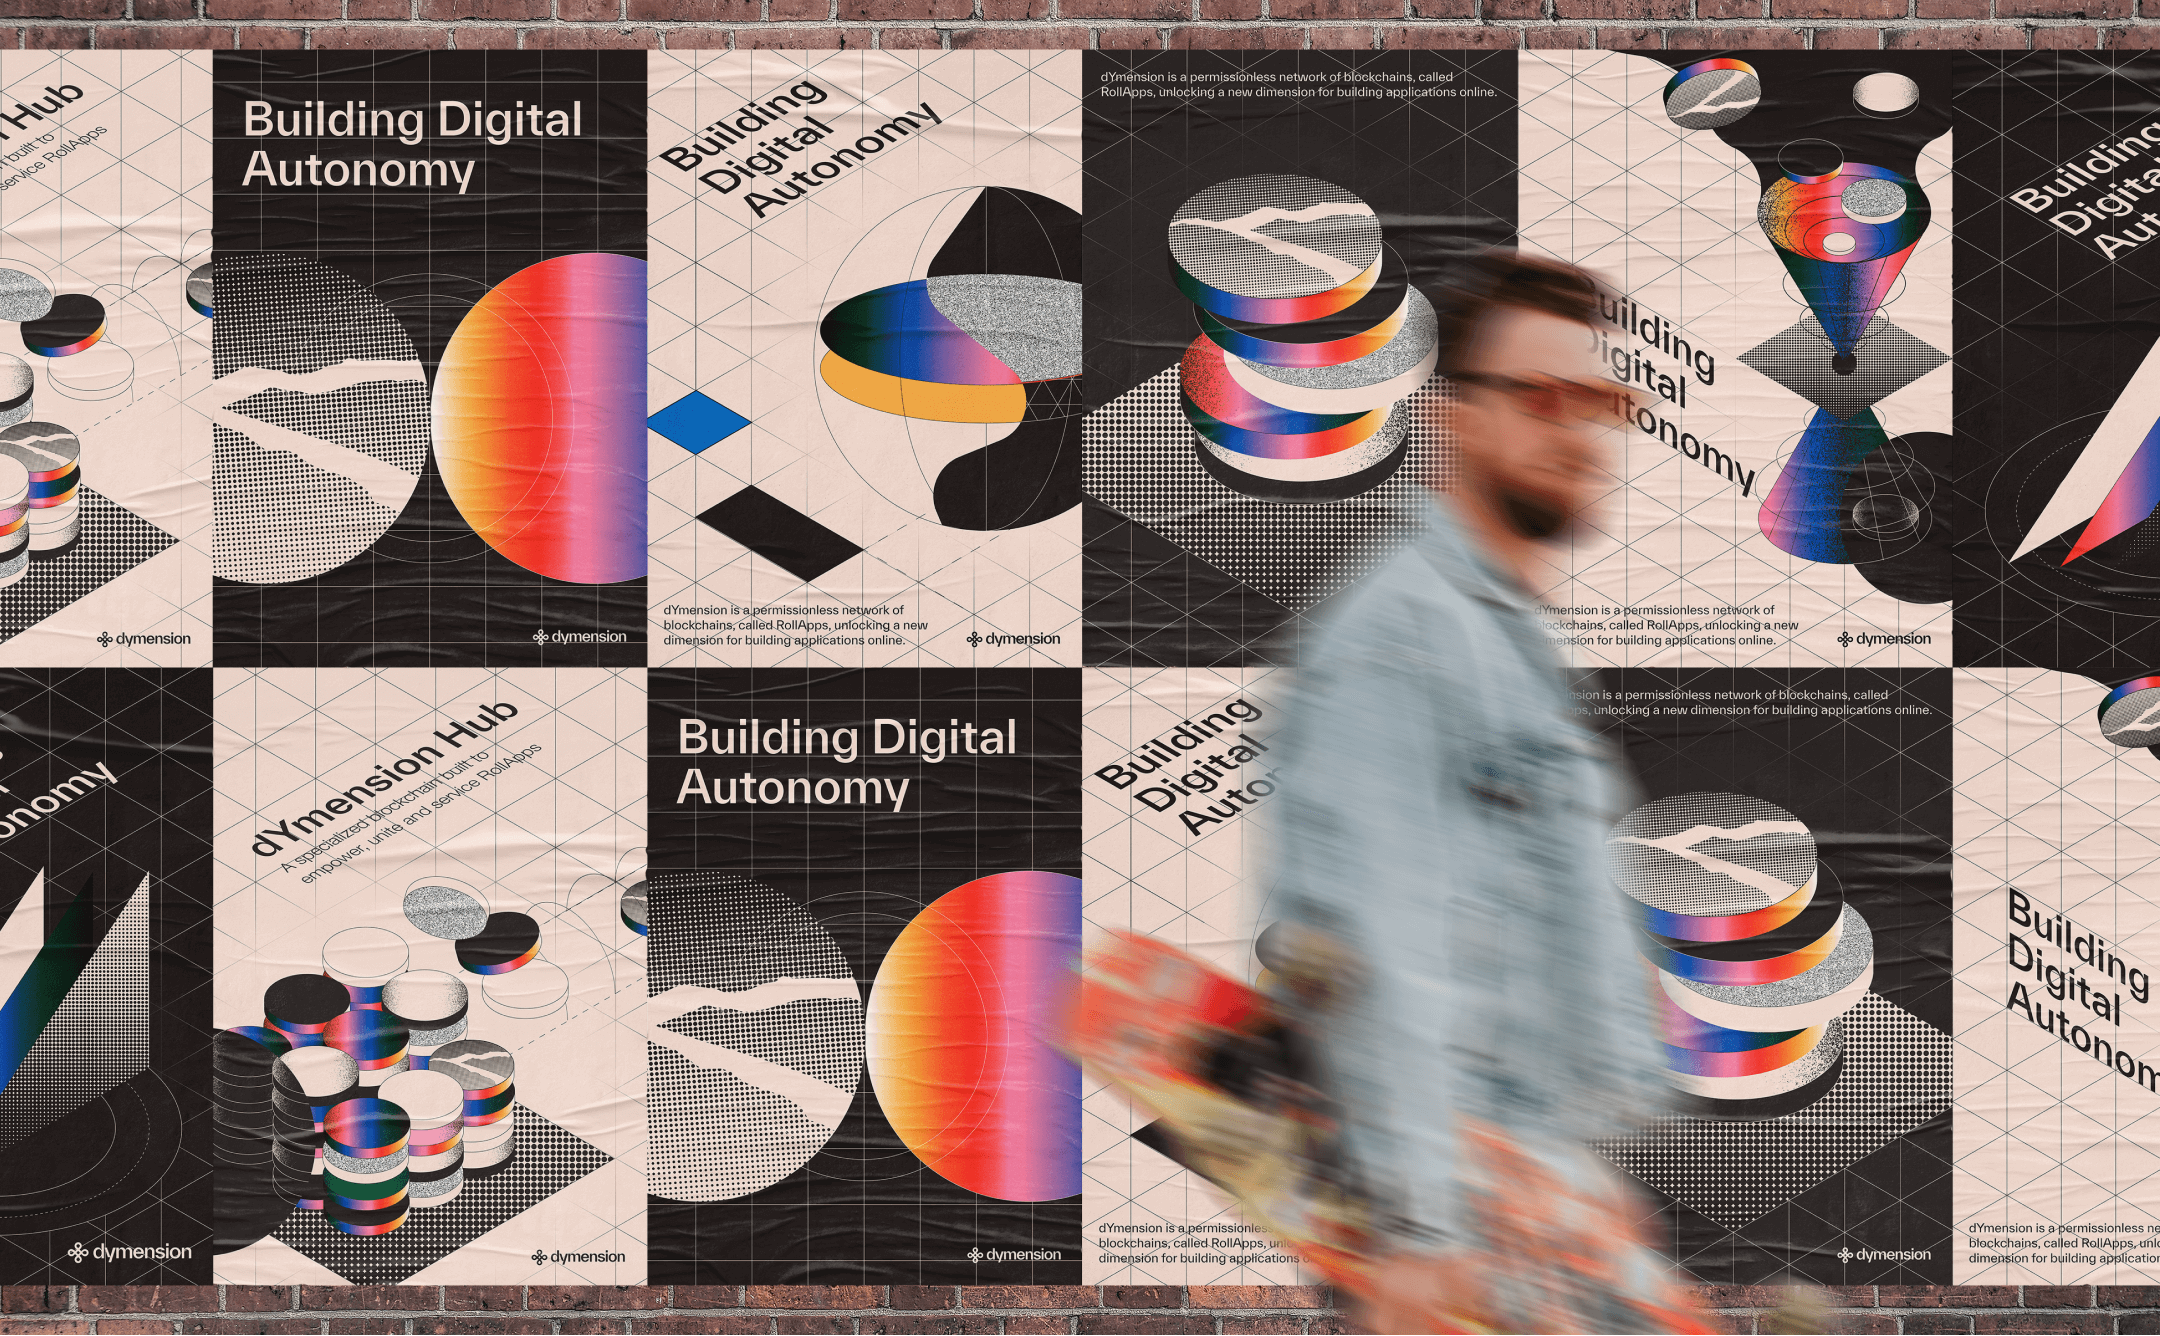 Hub
built to
service RollApps
dymension
Building Digital
Autonomy
dymension
Building
Digital
Autonomy
dYmension is a permissionless network of
blockchains, called RollApps, unlocking a new
dimension for building applications online.
dymension
dYmension is a permissionless network of blockchains, called
RollApps, unlocking a new dimension for building applications online.
Building
Digital
Autonomy
dYmension is a permissionless network of
blockchains, called RollApps, unlocking a new
dimension for building applications online.
dymension
Building
Digital
Aut
onomy
dymension
dYmension Hub
A specialized blockchain built to
empower, unite and service RollApps
dymension
Building Digital
Autonomy
dymension
Building
Digital
Auto
dYmension is a permissionless
blockchains, called RollApps,
dimension for building applications
is a permissionless network of blockchains, called
unlocking a new dimension for building applications online.
dymension
Building
Digital
Autonom
dYmension is a permissionless ne
blockchains, called RollApps, unlo
dimension for building application